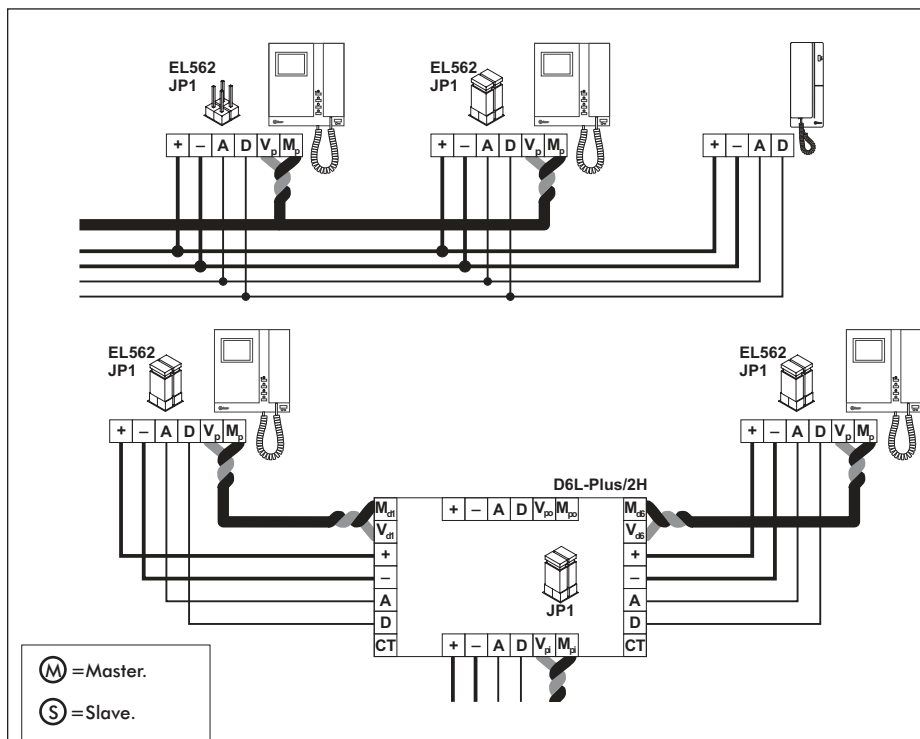 EL562
JP1
+ – A D Vp Mp
EL562
JP1
+ – A D Vp Mp
+ – A D
EL562
JP1
+ – A D Vp Mp
EL562
JP1
+ – A D Vp Mp
D6L-Plus/2H
Md1
Vd1
+
–
A
D
CT
+ – A D Vpo Mpo
JP1
+ – A D Vpi Mpi
Md6
Vd6
+
–
A
D
CT
M =Master.
S =Slave.